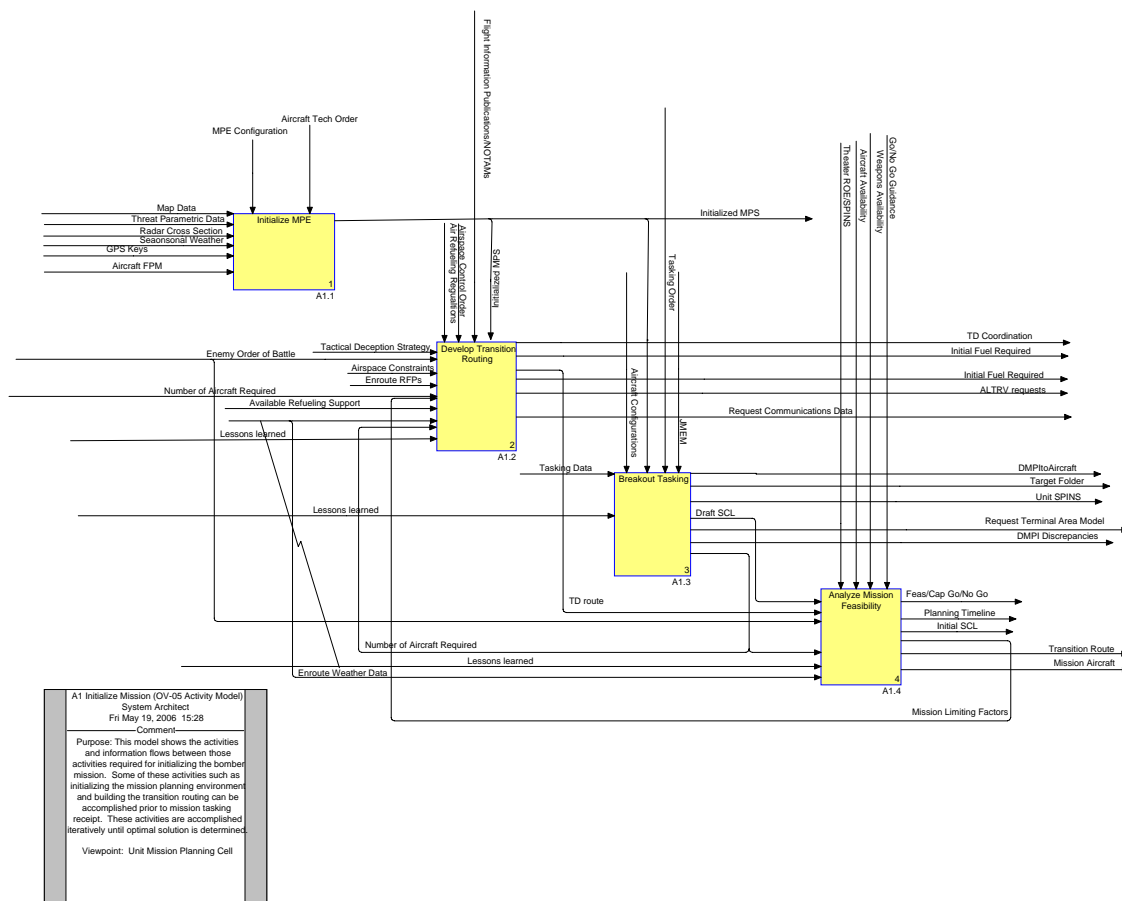 Flight Information Publications/NOTAMs
Aircraft Tech Order
MPE Configuration
Go/No Go Guidance
Weapons Availability
Aircraft Availability
Theater ROE/SPINS
Map Data
Threat Parametric Data
Radar Cross Section
Seaonsonal Weather
GPS Keys
Aircraft FPM
Initialize MPE
1
A1.1
Initialized MPS
Initialized MPS
Airspace Control Order
Air Refueling Regualtions
Tasking Order
Tactical Deception Strategy
Enemy Order of Battle
Airspace Constraints
Enroute RFPs
Number of Aircraft Required
Available Refueling Support
Lessons learned
Develop Transition
Routing
2
A1.2
TD Coordination
Initial Fuel Required
Initial Fuel Required
ALTRV requests
Request Communications Data
Aircraft Configurations
JMEM
Tasking Data
Lessons learned
Breakout Tasking
3
A1.3
DMPItoAircraft
Target Folder
Unit SPINS
Draft SCL
Request Terminal Area Model
DMPI Discrepancies
TD route
Number of Aircraft Required
Lessons learned
Enroute Weather Data
Analyze Mission
Feasibility
4
A1.4
Feas/Cap Go/No Go
Planning Timeline
Initial SCL
Transition Route
Mission Aircraft
Mission Limiting Factors
A1 Initialize Mission (OV-05 Activity Model)
System Architect
Fri May 19, 2006 15:28
Comment
Purpose: This model shows the activities
and information flows between those
activities required for initializing the bomber
mission. Some of these activities such as
initializing the mission planning environment
and building the transition routing can be
accomplished prior to mission tasking
receipt. These activities are accomplished
iteratively until optimal solution is determined.
Viewpoint: Unit Mission Planning Cell